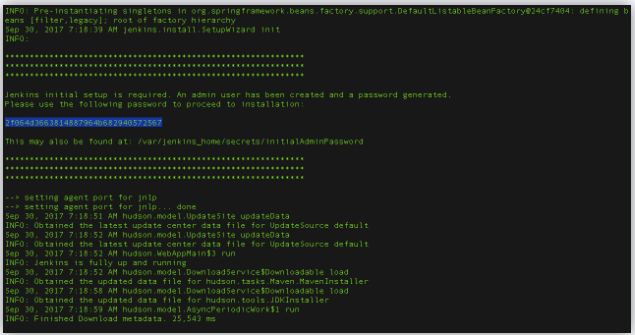 INFO: Pre-instantiating singletons in org.springframework.beans.factory.support.DefaultListableBeanFactory@24cf7404: defining b
eans [filter,legacy]; root of factory hierarchy
Sep 30, 2017 7:18:39 AM jenkins.install.SetupWizard init
INFO:
*************************************************************
*************************************************************
*************************************************************
Jenkins initial setup is required. An admin user has been created and a password generated.
Please use the following password to proceed to installation:
2f064d3663814887964b682940572567
This may also be found at: /var/jenkins_home/secrets/initialAdminPassword
*************************************************************
*************************************************************
*************************************************************
--> setting agent port for jnlp
--> setting agent port for jnlp... done
Sep 30, 2017 7:18:51 AM hudson.model.UpdateSite updateData
INFO: Obtained the latest update center data file for UpdateSource default
Sep 30, 2017 7:18:52 AM hudson.model.UpdateSite updateData
INFO: Obtained the latest update center data file for UpdateSource default
Sep 30, 2017 7:18:52 AM hudson.WebAppMain$3 run
INFO: Jenkins is fully up and running
Sep 30, 2017 7:18:52 AM hudson.model.DownloadService$Downloadable load
INFO: Obtained the updated data file for hudson.tasks.Maven.MavenInstaller
Sep 30, 2017 7:18:58 AM hudson.model.DownloadService$Downloadable load
INFO: Obtained the updated data file for hudson.tools.JDKInstaller
Sep 30, 2017 7:18:59 AM hudson.model.AsyncPeriodicWork$1 run
INFO: Finished Download metadata. 25,543 ms